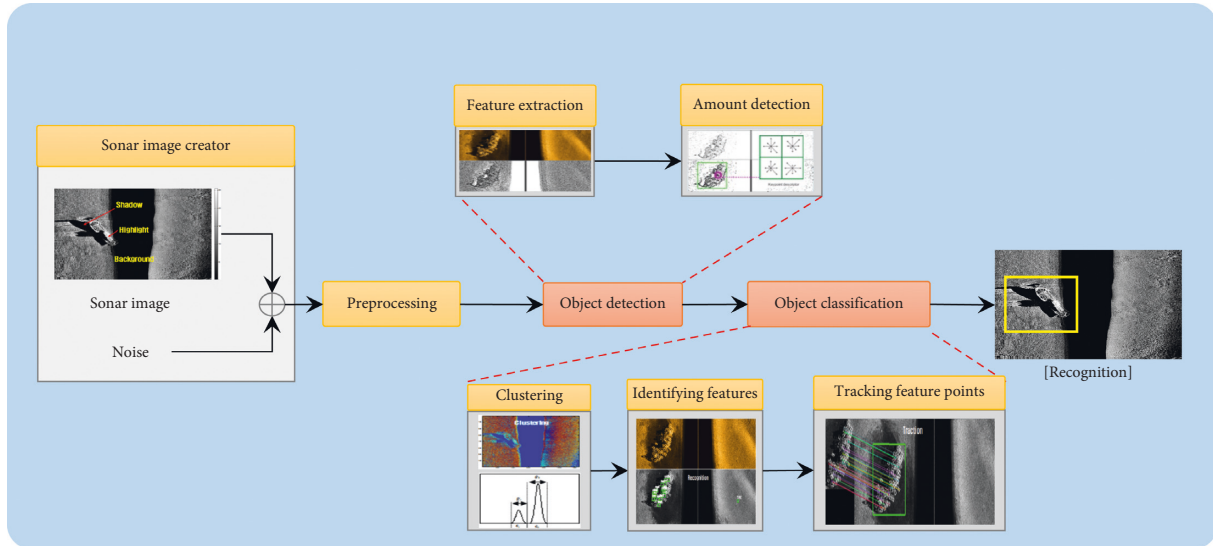 Feature extraction
Amount detection
Sonar image creator
Shadow
Highlight
Background
Sonar image
Noise
Preprocessing
Object detection
Object classification
[Recognition]
Clustering
Identifying features
Tracking feature points
Clustering
Recognition
Traction